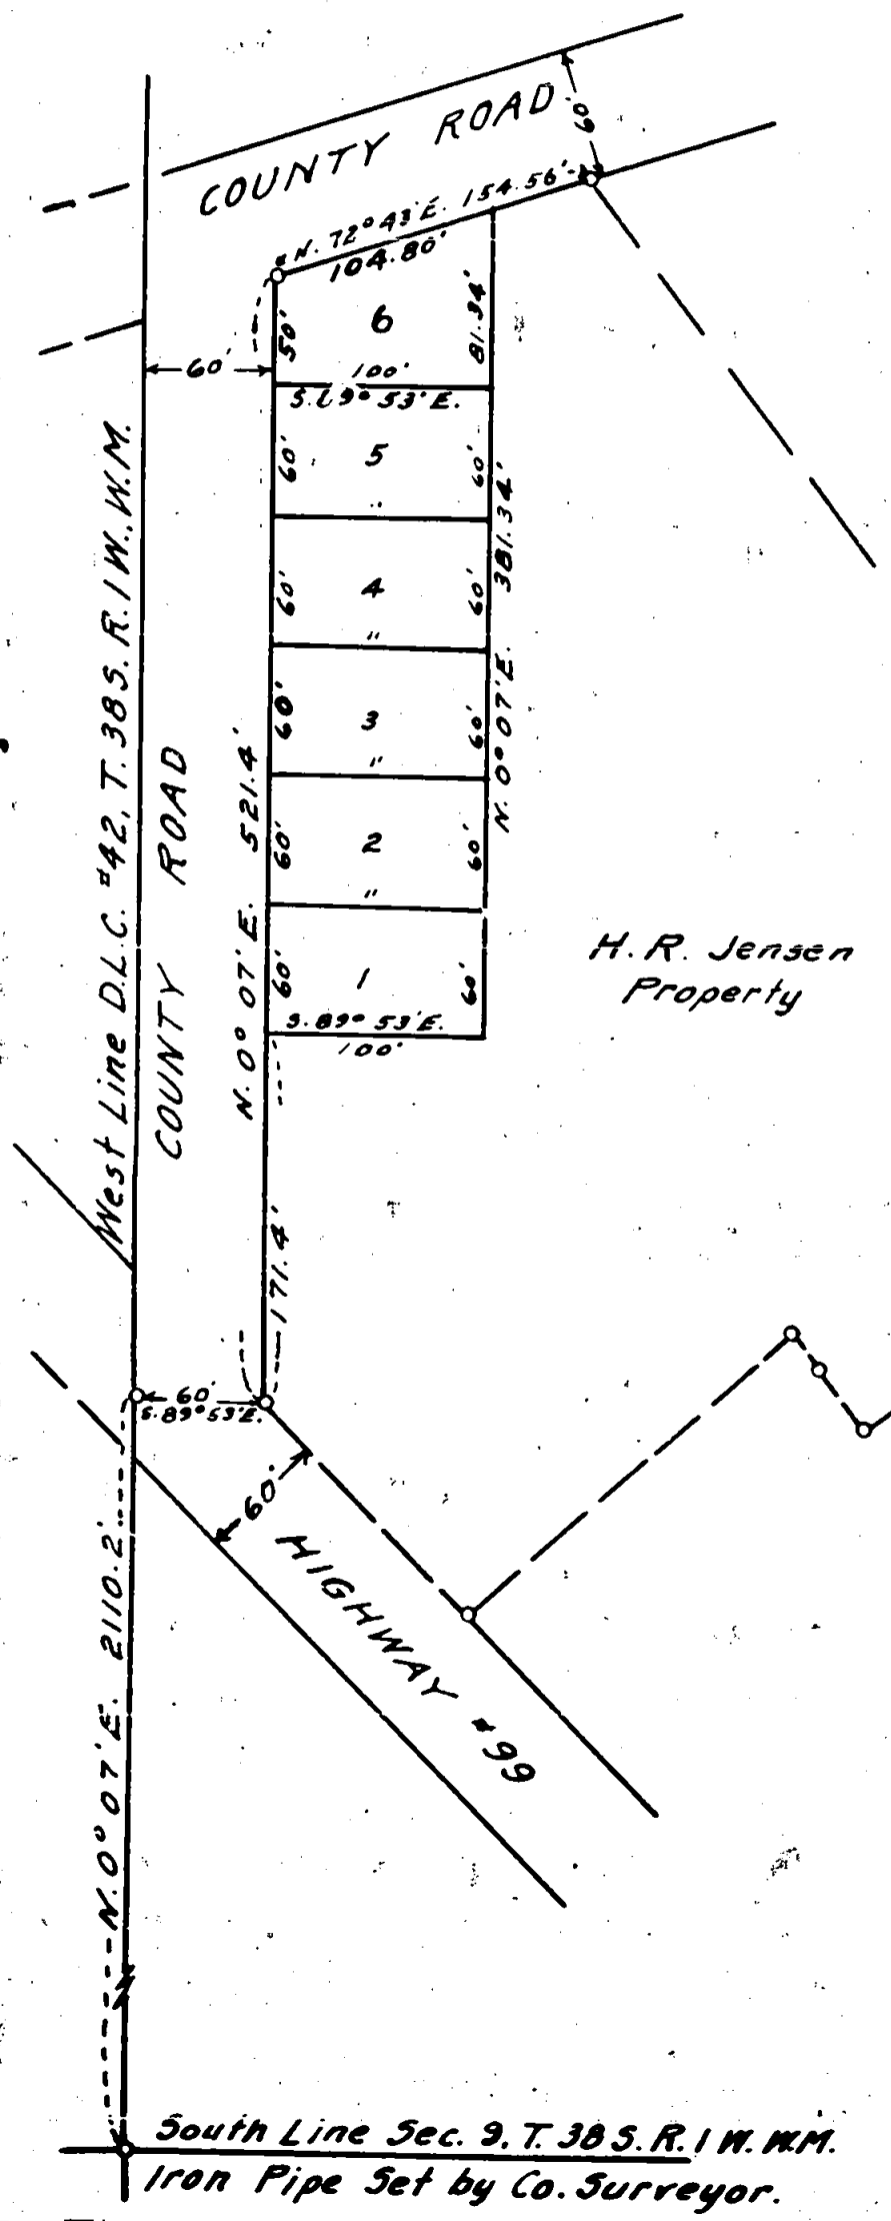 COUNTY ROAD
60'
N. 72° 43' E. 154.56'
104.80'
6
50'
81.34'
60'
100'
S. 89° 53' E.
60'
5
60'
"
60'
4
60'
"
60'
3
60'
"
60'
2
60'
"
60'
1
60'
S. 89° 53' E.
100'
N. 0° 07' E. 381.34'
N. 0° 07' E. 521.4'
COUNTY ROAD
West Line D.L.C. #42, T. 38 S. R. 1 W., W.M.
H. R. Jensen
Property
171.4'
60'
S. 89° 53' E.
60'
HIGHWAY #99
N. 0° 07' E. 2110.2'
South Line Sec. 9. T. 38 S. R. 1 W. W.M.
Iron Pipe Set by Co. Surveyor.